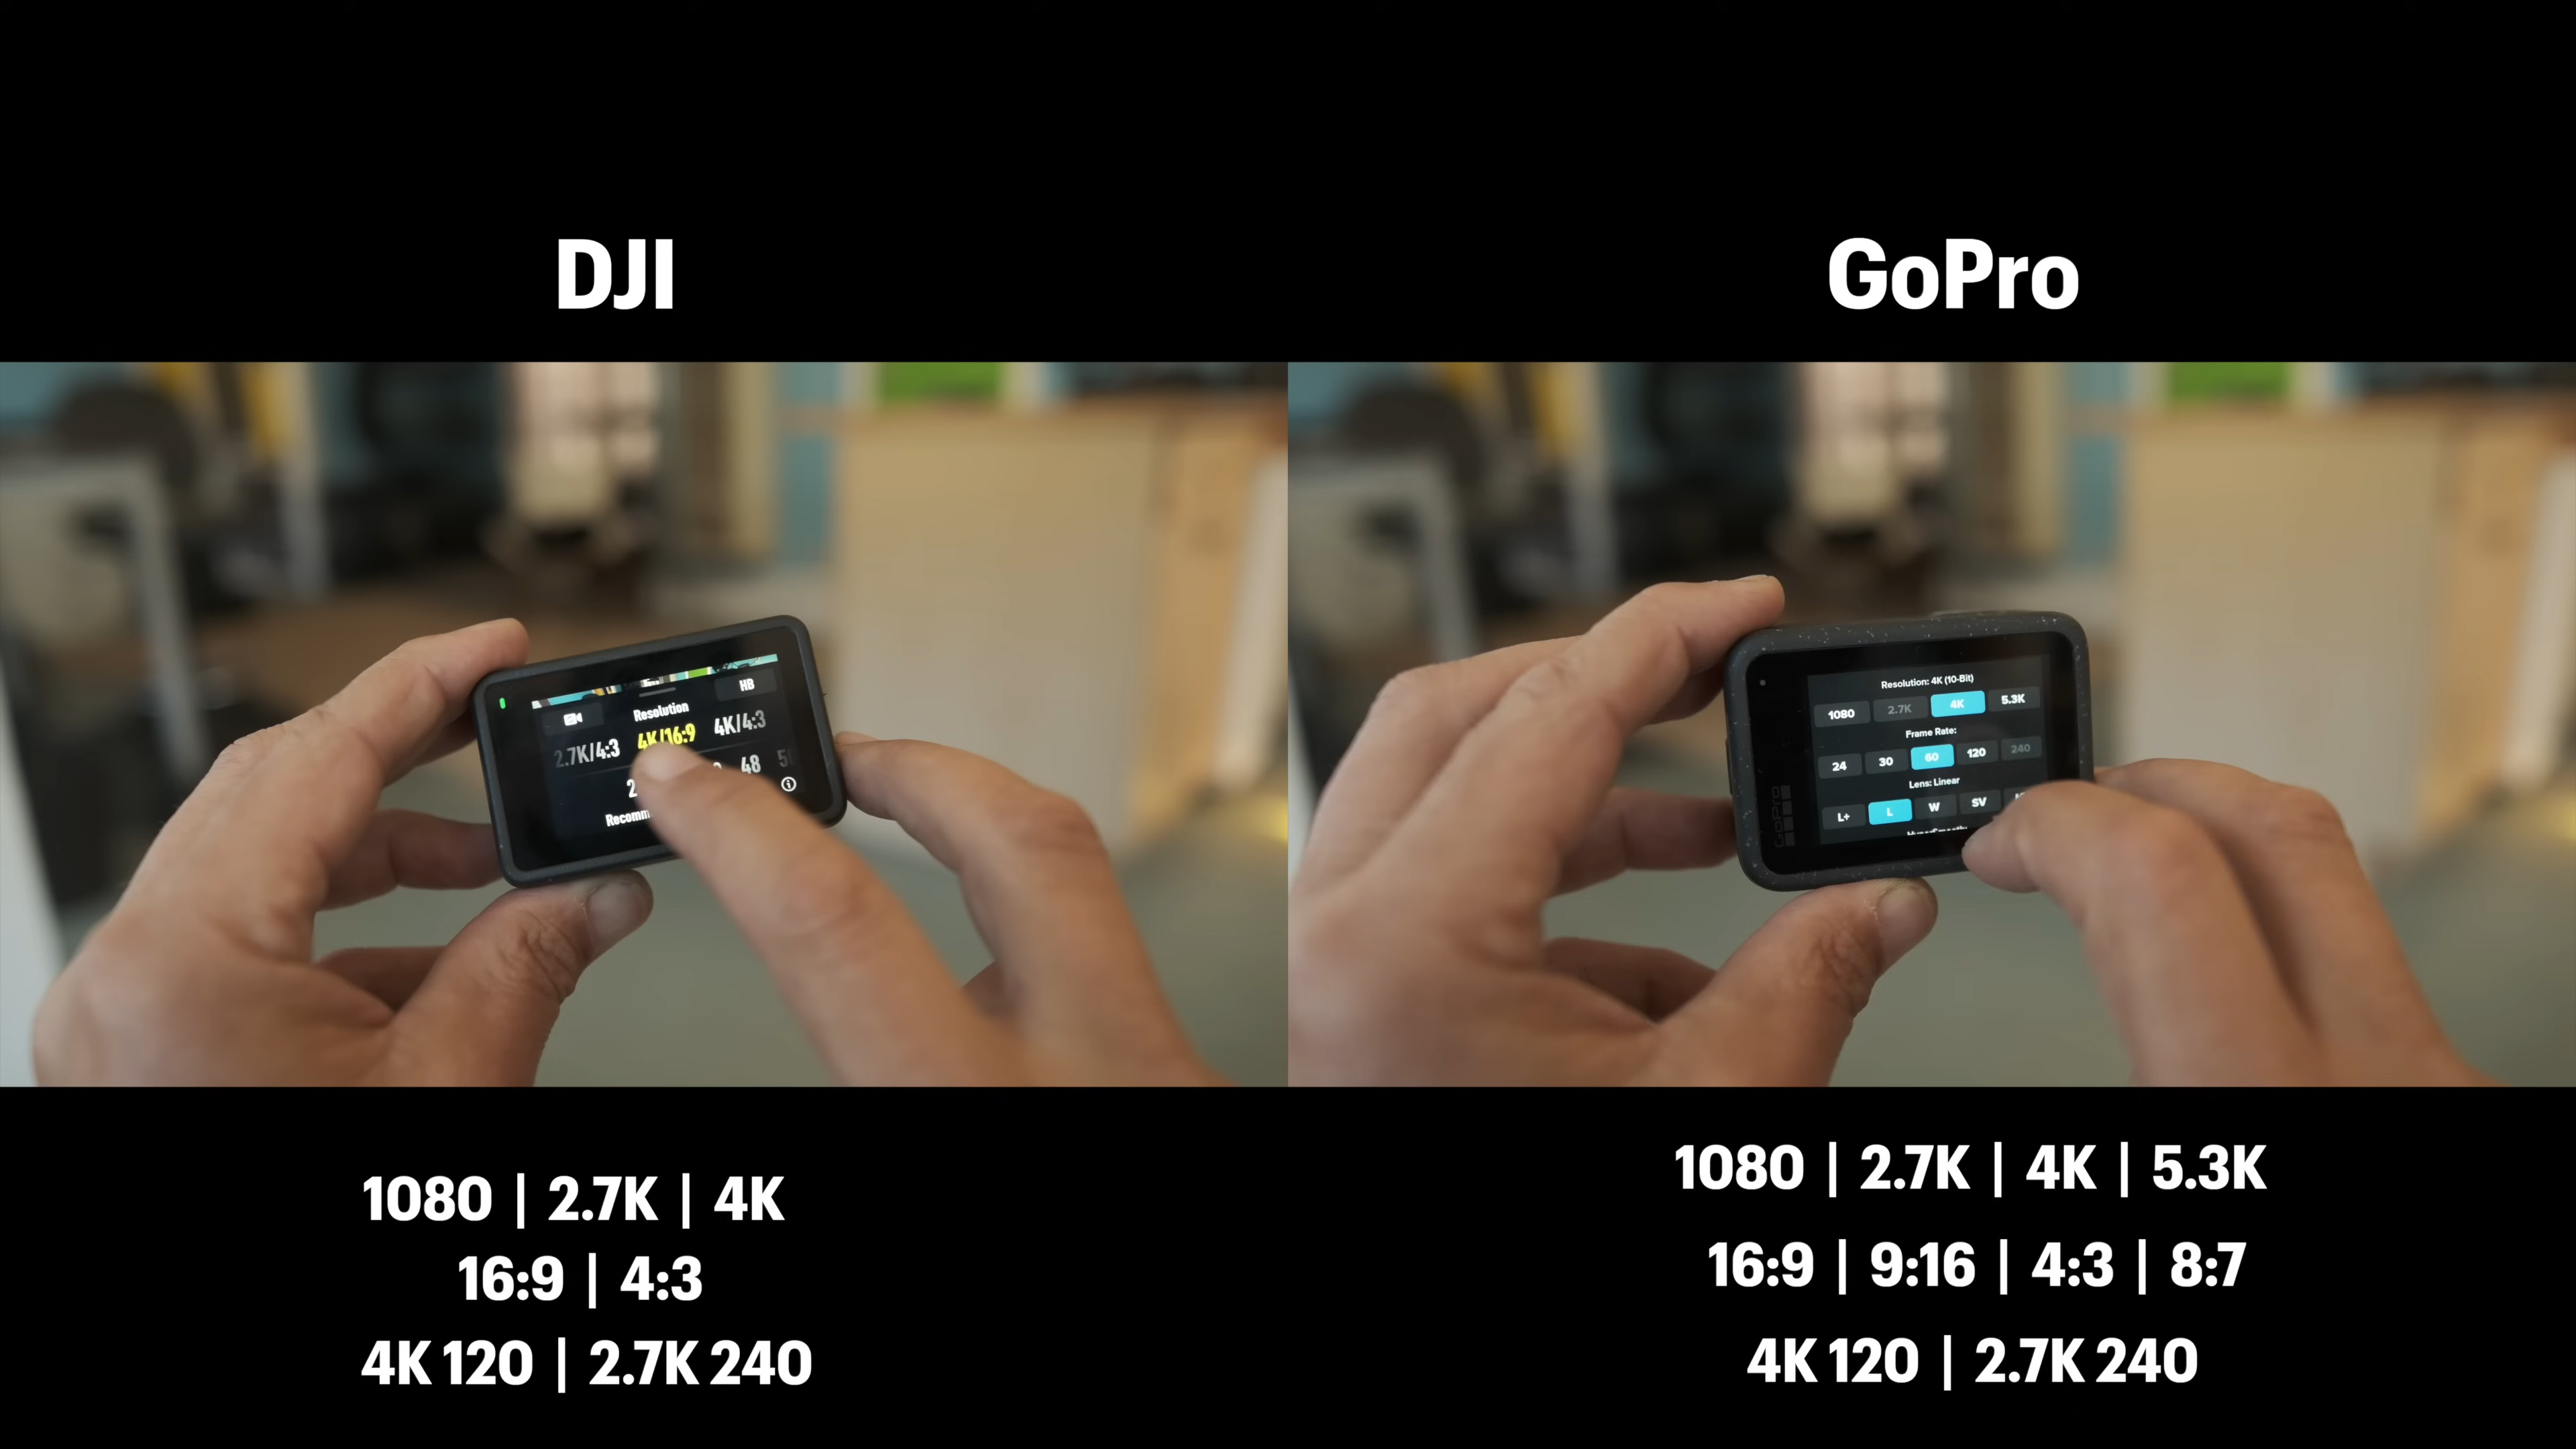 DJI
GoPro
HB
Resolution
2.7K/4:3 4K/16:9 4K/4:3
48
Resolution: 4K (10-Bit)
1080 2.7K 4K 5.3K
Frame Rate:
24 30 60 120 240
Lens: Linear
L+ L W SV
GoPro
1080 | 2.7K | 4K
16:9 | 4:3
4K 120 | 2.7K 240
1080 | 2.7K | 4K | 5.3K
16:9 | 9:16 | 4:3 | 8:7
4K 120 | 2.7K 240